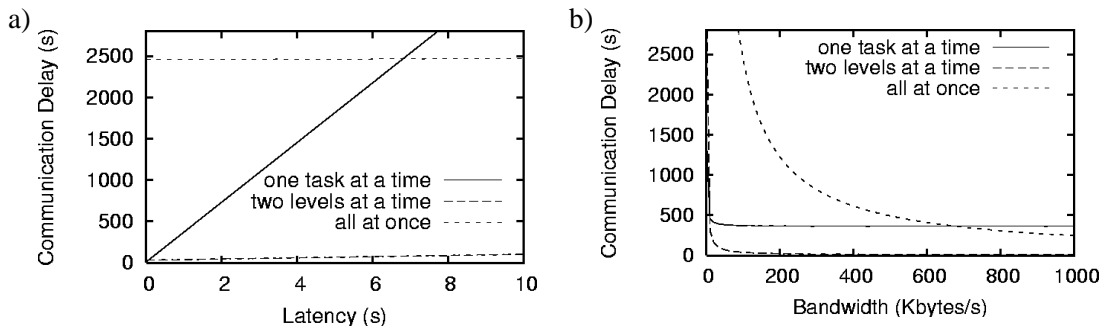 a)
Communication Delay (s)
2500
2000
1500
1000
500
0
one task at a time
two levels at a time
all at once
0 2 4 6 8 10
Latency (s)
b)
Communication Delay (s)
2500
2000
1500
1000
500
0
one task at a time
two levels at a time
all at once
0 200 400 600 800 1000
Bandwidth (Kbytes/s)